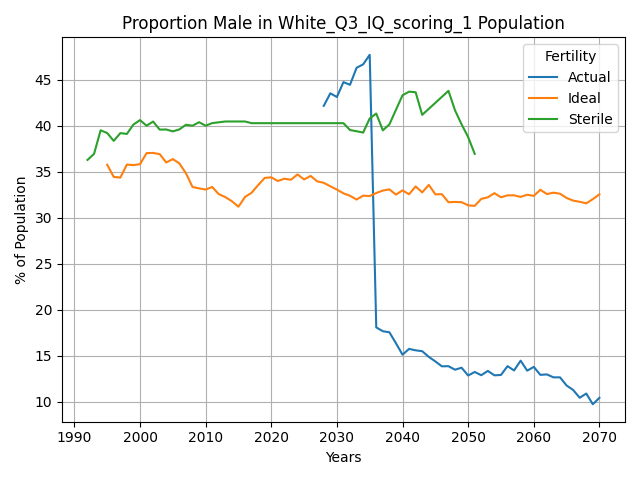 Proportion Male in White_Q3_IQ_scoring_1 Population
Fertility
Actual
Ideal
Sterile
% of Population
45
40
35
30
25
20
15
10
1990
2000
2010
2020
2030
2040
2050
2060
2070
Years